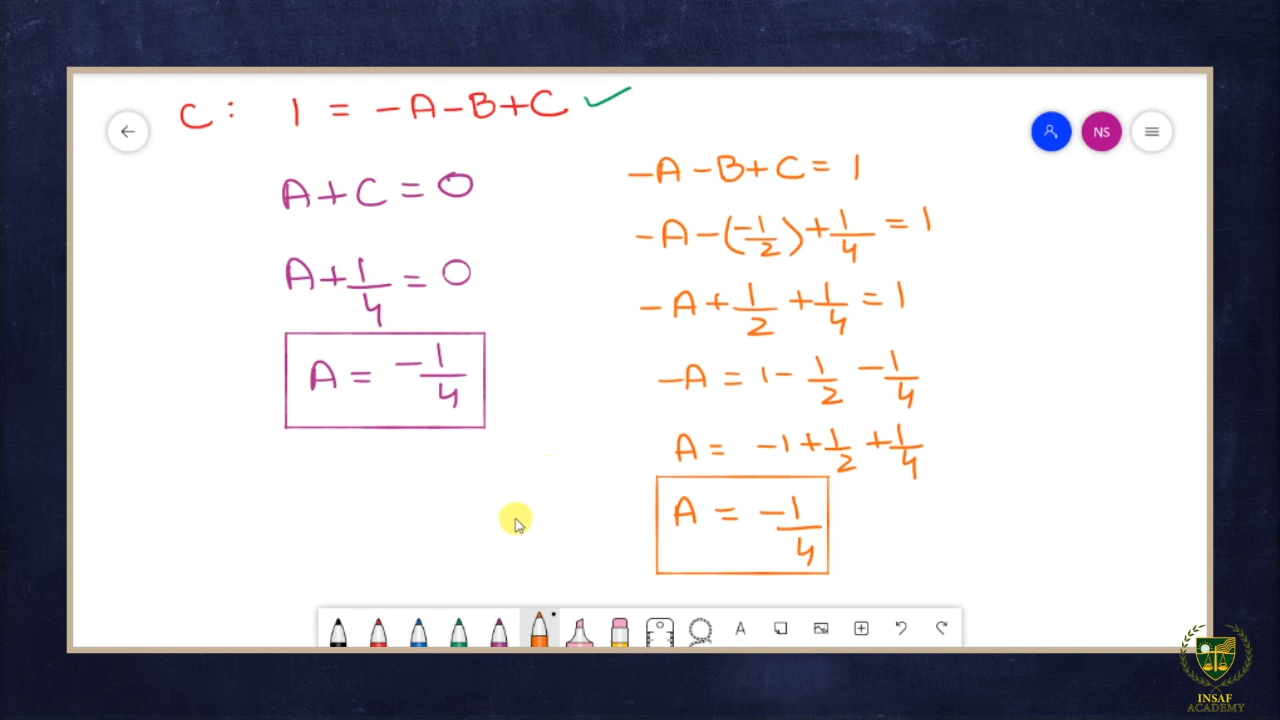 C : 1 = -A-B+C ✓
A+C=0
A+1/4=0
A = -1/4
-A-B+C=1
-A-(-1/2)+1/4=1
-A+1/2+1/4=1
-A=1-1/2-1/4
A= -1+1/2+1/4
A = -1/4
NS
A
INSAF
ACADEMY